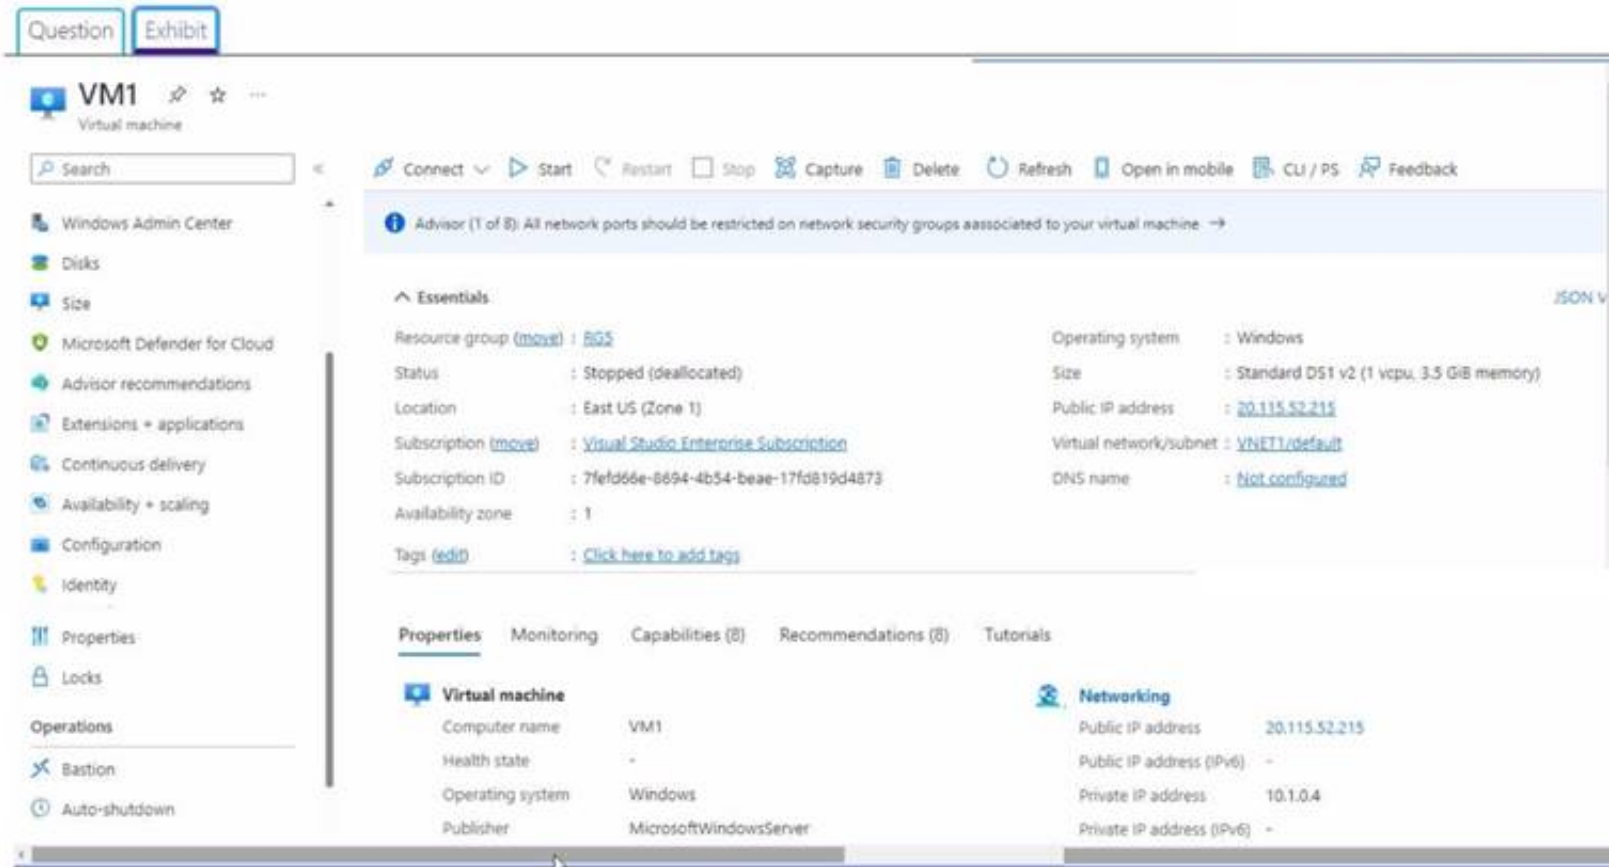 Question Exhibit
VM1
Virtual machine
Search
Connect Start Restart Stop Capture Delete Refresh Open in mobile CLI / PS Feedback
Advisor (1 of 8): All network ports should be restricted on network security groups aassociated to your virtual machine →
Windows Admin Center
Disks
Size
Microsoft Defender for Cloud
Advisor recommendations
Extensions + applications
Continuous delivery
Availability + scaling
Configuration
Identity
Properties
Locks
Operations
Bastion
Auto-shutdown
Essentials
JSON V
Resource group (move) : RG5
Status : Stopped (deallocated)
Location : East US (Zone 1)
Subscription (move) : Visual Studio Enterprise Subscription
Subscription ID : 7fefd66e-8694-4b54-beae-17fd819d4873
Availability zone : 1
Tags (edit) : Click here to add tags
Operating system : Windows
Size : Standard DS1 v2 (1 vcpu, 3.5 GiB memory)
Public IP address : 20.115.52.215
Virtual network/subnet : VNET1/default
DNS name : Not configured
Properties Monitoring Capabilities (8) Recommendations (8) Tutorials
Virtual machine
Computer name VM1
Health state -
Operating system Windows
Publisher MicrosoftWindowsServer
Networking
Public IP address 20.115.52.215
Public IP address (IPv6) -
Private IP address 10.1.0.4
Private IP address (IPv6) -